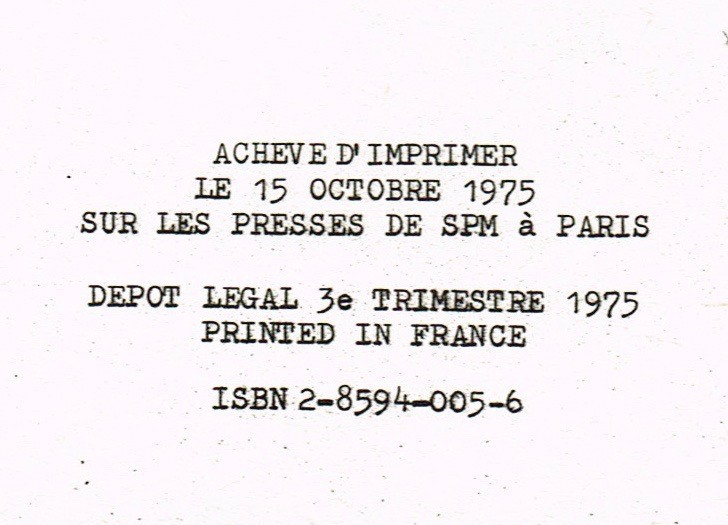 ACHEVE D'IMPRIMER
LE 15 OCTOBRE 1975
SUR LES PRESSES DE SPM à PARIS
DEPOT LEGAL 3e TRIMESTRE 1975
PRINTED IN FRANCE
ISBN 2-8594-005-6